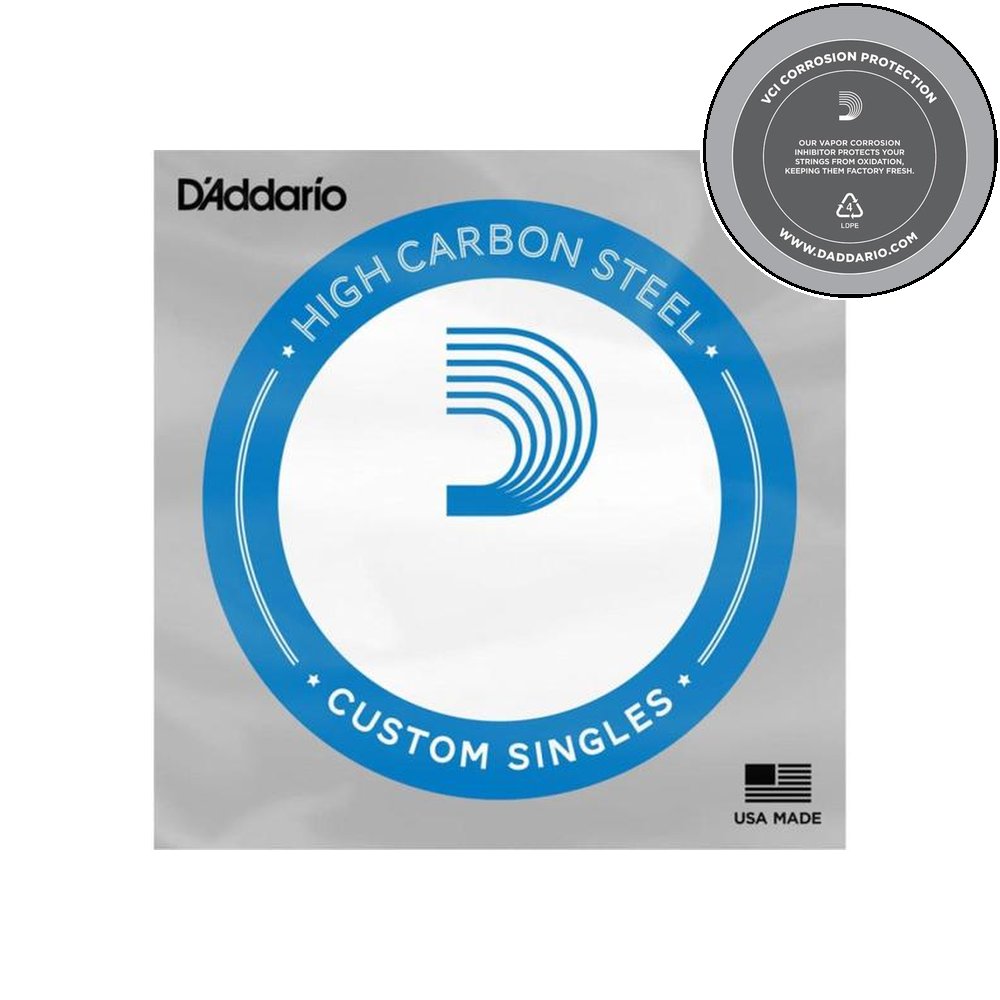 D'Addario
HIGH CARBON STEEL
CUSTOM SINGLES
USA MADE
VCI CORROSION PROTECTION
OUR VAPOR CORROSION
INHIBITOR PROTECTS YOUR
STRINGS FROM OXIDATION,
KEEPING THEM FACTORY FRESH.
4
LDPE
WWW.DADDARIO.COM